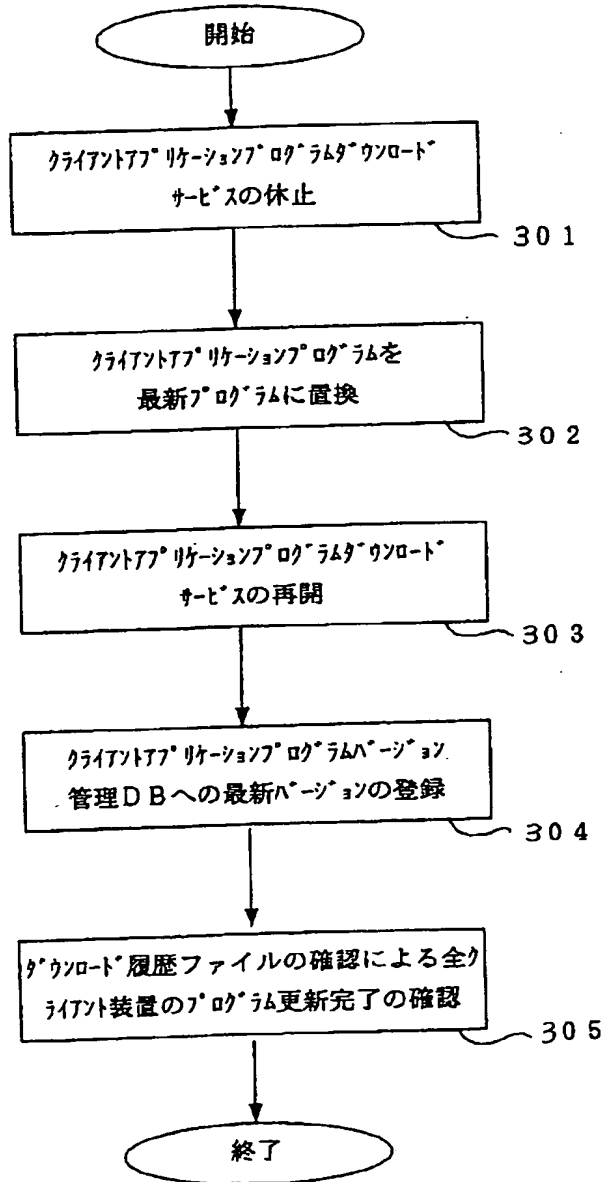 開始
ｸﾗｲｱﾝﾄｱﾌﾟﾘｹｰｼｮﾝﾌﾟﾛｸﾞﾗﾑﾀﾞｳﾝﾛｰﾄﾞ
ｻｰﾋﾞｽの休止
301
ｸﾗｲｱﾝﾄｱﾌﾟﾘｹｰｼｮﾝﾌﾟﾛｸﾞﾗﾑを
最新ﾌﾟﾛｸﾞﾗﾑに置換
302
ｸﾗｲｱﾝﾄｱﾌﾟﾘｹｰｼｮﾝﾌﾟﾛｸﾞﾗﾑﾀﾞｳﾝﾛｰﾄﾞ
ｻｰﾋﾞｽの再開
303
ｸﾗｲｱﾝﾄｱﾌﾟﾘｹｰｼｮﾝﾌﾟﾛｸﾞﾗﾑﾊﾞｰｼﾞｮﾝ
管理DBへの最新ﾊﾞｰｼﾞｮﾝの登録
304
ﾀﾞｳﾝﾛｰﾄﾞ履歴ファイルの確認による全ｸ
ﾗｲｱﾝﾄ装置のﾌﾟﾛｸﾞﾗﾑ更新完了の確認
305
終了